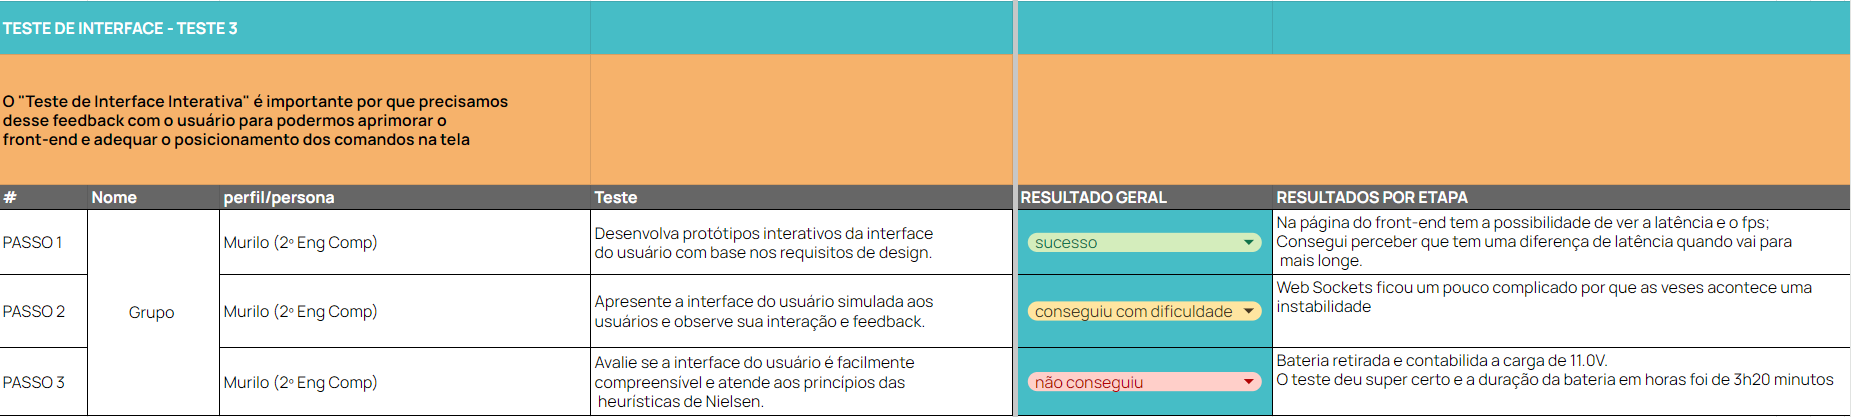 TESTE DE INTERFACE - TESTE 3
O "Teste de Interface Interativa" é importante por que precisamos
desse feedback com o usuário para podermos aprimorar o
front-end e adequar o posicionamento dos comandos na tela
# Nome perfil/persona Teste RESULTADO GERAL RESULTADOS POR ETAPA
PASSO 1
Murilo (2º Eng Comp)
Desenvolva protótipos interativos da interface
do usuário com base nos requisitos de design.
sucesso
Na página do front-end tem a possibilidade de ver a latência e o fps;
Consegui perceber que tem uma diferença de latência quando vai para
mais longe.
PASSO 2
Grupo
Murilo (2º Eng Comp)
Apresente a interface do usuário simulada aos
usuários e observe sua interação e feedback.
conseguiu com dificuldade
Web Sockets ficou um pouco complicado por que as veses acontece uma
instabilidade
PASSO 3
Murilo (2º Eng Comp)
Avalie se a interface do usuário é facilmente
compreensível e atende aos princípios das
heurísticas de Nielsen.
não conseguiu
Bateria retirada e contabilida a carga de 11.0V.
O teste deu super certo e a duração da bateria em horas foi de 3h20 minutos